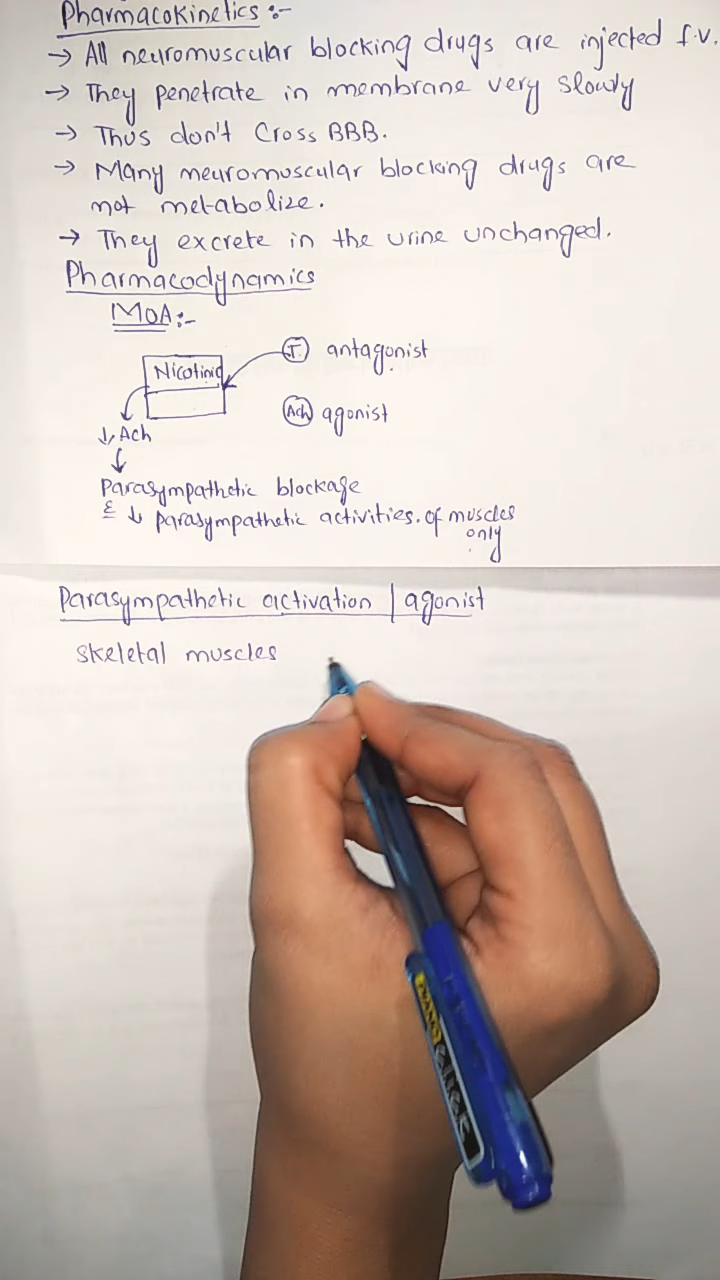 Pharmacokinetics :-
→ All neuromuscular blocking drugs are injected I.V.
→ They penetrate in membrane very slowly
→ Thus don't Cross BBB.
→ Many neuromuscular blocking drugs are
not metabolize.
→ They excrete in the urine unchanged.
Pharmacodynamics
MOA:-
T. antagonist
Nicotinic
Ach agonist
↓ Ach
↓
Parasympathetic blockage
& ↓ parasympathetic activities. of muscles
only
Parasympathetic activation | agonist
skeletal muscles
NANO
click